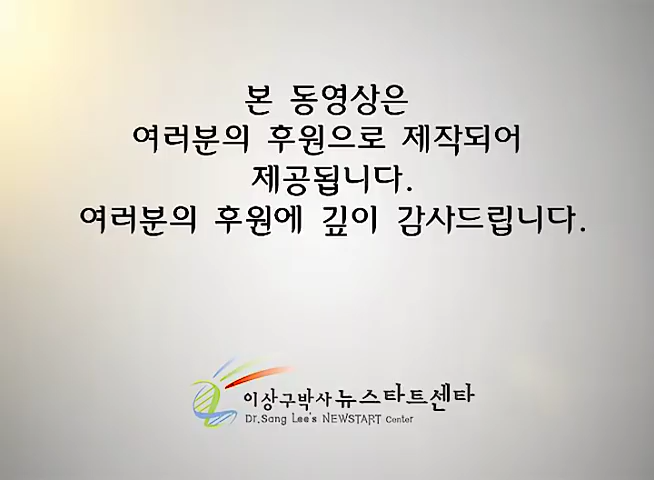 본 동영상은
여러분의 후원으로 제작되어
제공됩니다.
여러분의 후원에 깊이 감사드립니다.
이상구박사 뉴스타트센타
Dr.Sang Lee's NEWSTART Center